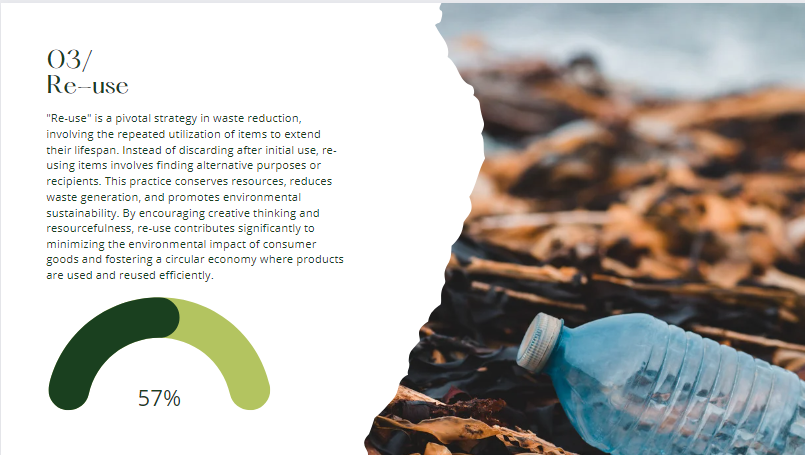 03/
Re-use
"Re-use" is a pivotal strategy in waste reduction,
involving the repeated utilization of items to extend
their lifespan. Instead of discarding after initial use, re-
using items involves finding alternative purposes or
recipients. This practice conserves resources, reduces
waste generation, and promotes environmental
sustainability. By encouraging creative thinking and
resourcefulness, re-use contributes significantly to
minimizing the environmental impact of consumer
goods and fostering a circular economy where products
are used and reused efficiently.
57%